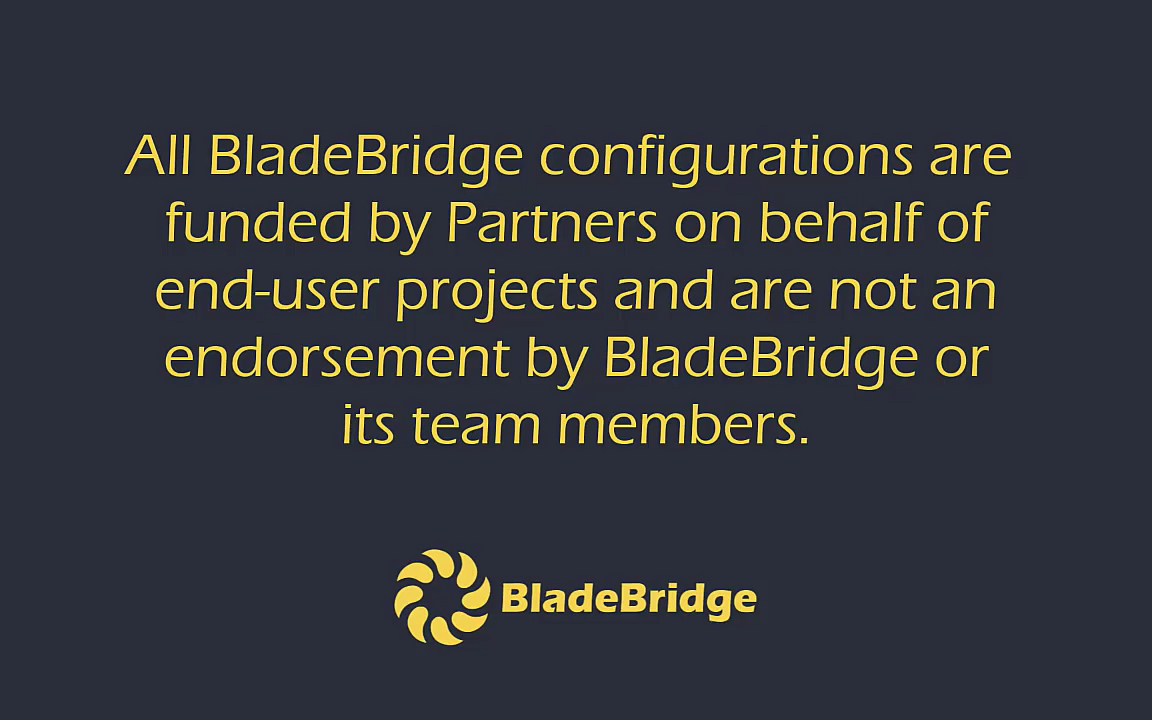 All BladeBridge configurations are
funded by Partners on behalf of
end-user projects and are not an
endorsement by BladeBridge or
its team members.
BladeBridge